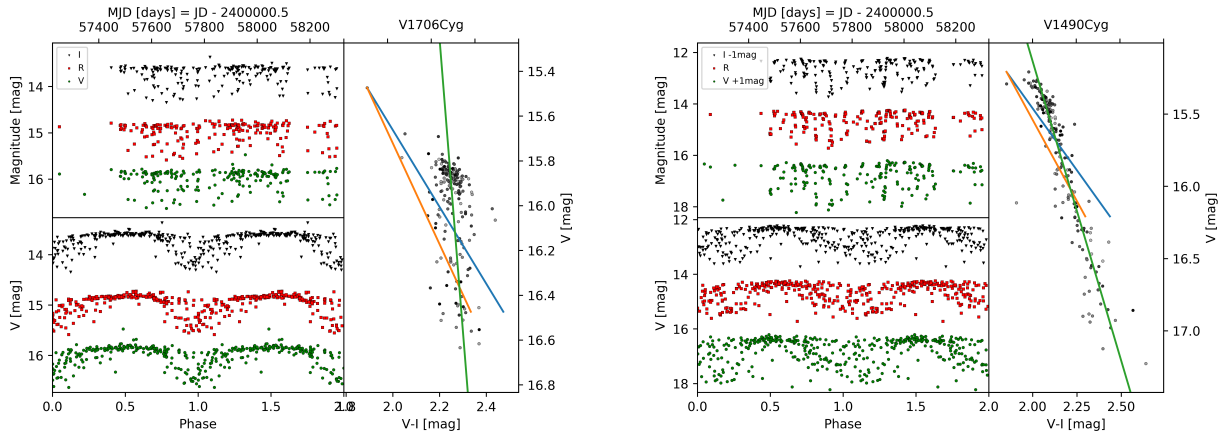 MJD [days] = JD - 2400000.5
57400 57600 57800 58000 58200
V1706Cyg
I
R
V
Magnitude [mag]
14
15
16
15.4
15.6
15.8
16.0
16.2
16.4
16.6
16.8
V [mag]
V [mag]
14
15
16
0.0 0.5 1.0 1.5 2.0
Phase
1.8 2.0 2.2 2.4
V-I [mag]
MJD [days] = JD - 2400000.5
57400 57600 57800 58000 58200
V1490Cyg
I -1mag
R
V +1mag
Magnitude [mag]
12
14
16
18
15.5
16.0
16.5
17.0
V [mag]
V [mag]
12
14
16
18
0.0 0.5 1.0 1.5 2.0
Phase
2.00 2.25 2.50
V-I [mag]